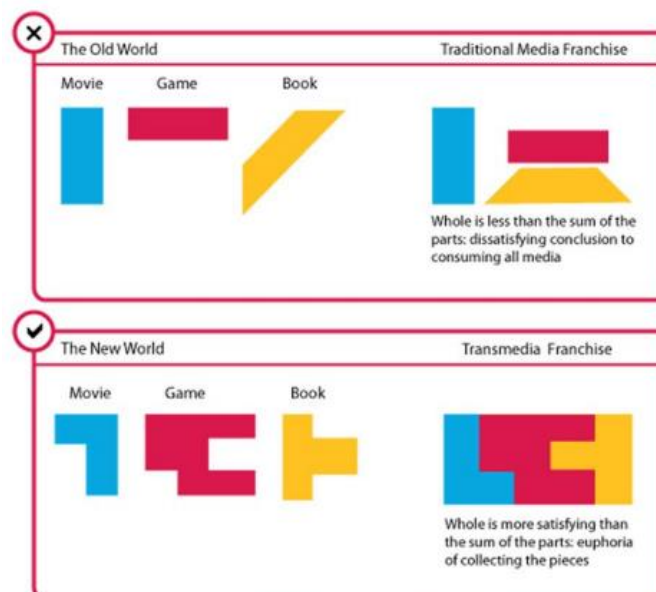 The Old World
Traditional Media Franchise
Movie
Game
Book
Whole is less than the sum of the
parts: dissatisfying conclusion to
consuming all media
The New World
Transmedia Franchise
Movie
Game
Book
Whole is more satisfying than
the sum of the parts: euphoria
of collecting the pieces